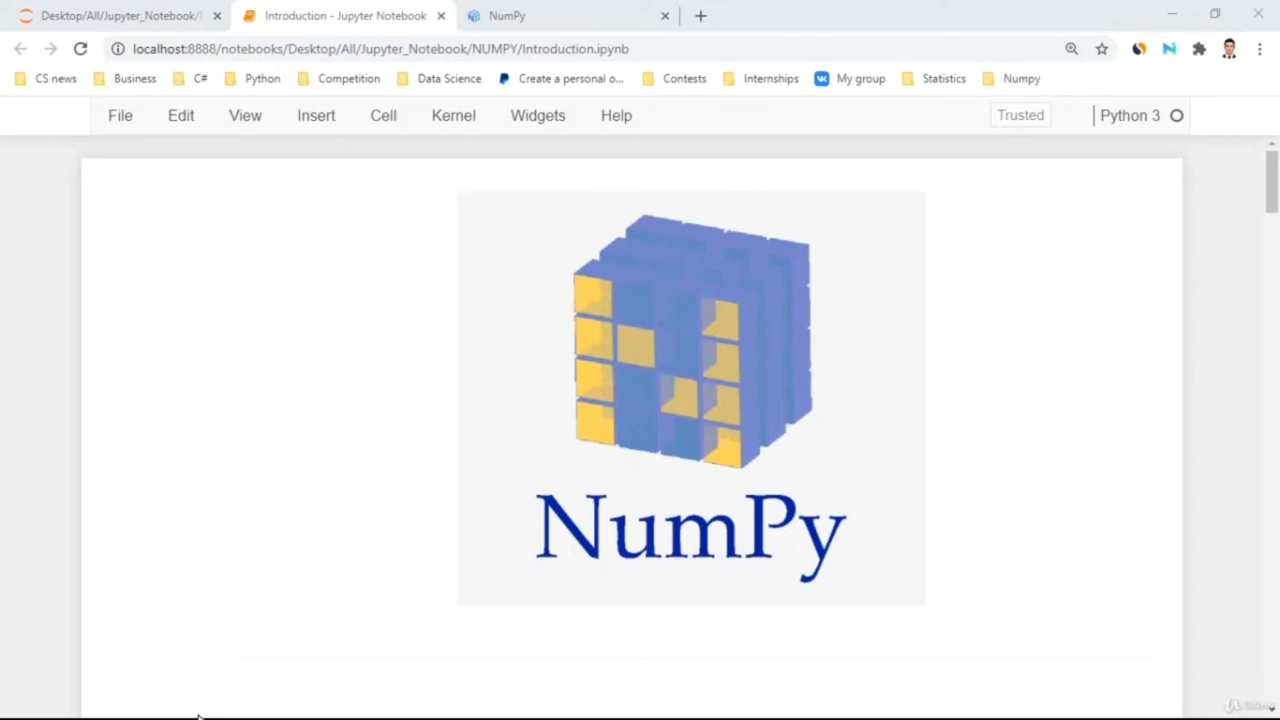 Desktop/All/Jupyter_Notebook/
Introduction - Jupyter Notebook
NumPy
localhost:8888/notebooks/Desktop/All/Jupyter_Notebook/NUMPY/Introduction.ipynb
CS news
Business
C#
Python
Competition
Data Science
Create a personal o...
Contests
Internships
My group
Statistics
Numpy
File
Edit
View
Insert
Cell
Kernel
Widgets
Help
Trusted
Python 3
NumPy